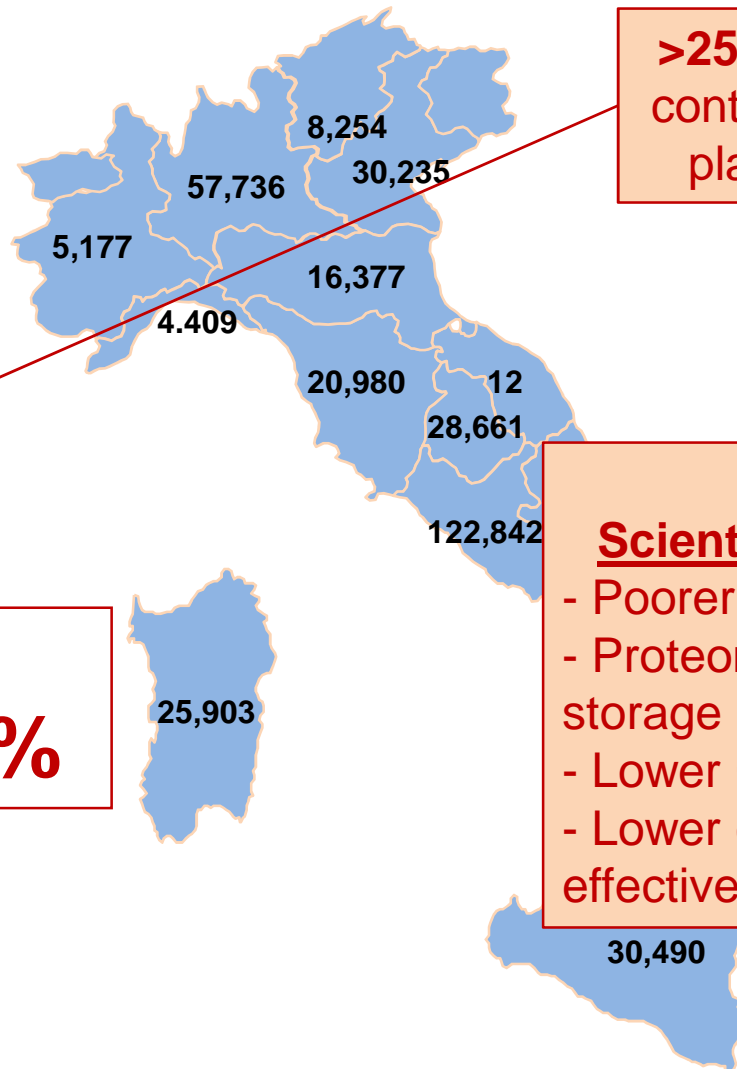 >25
cont
pla
8,254
57,736
30,235
5,177
16,377
4.409
20,980
12
28,661
122,842
Scient
- Poorer
- Proteor
storage
- Lower
- Lower
effective
%
25,903
30,490